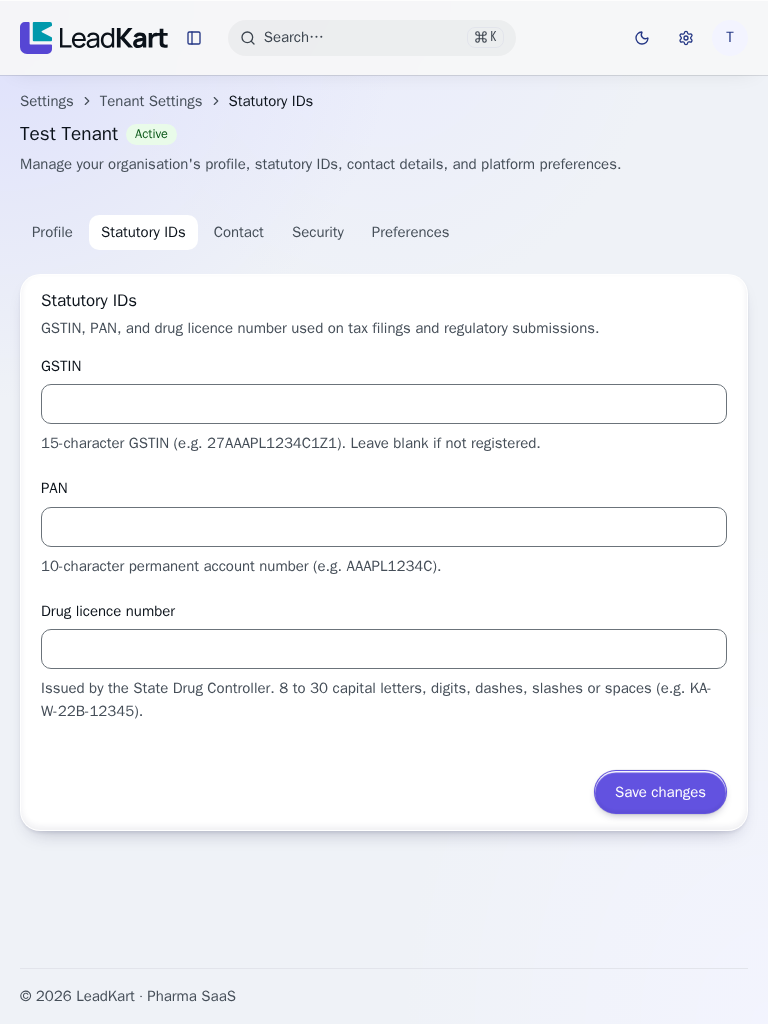 LeadKart
Search⋯
⌘K
T
Settings > Tenant Settings > Statutory IDs
Test Tenant Active
Manage your organisation's profile, statutory IDs, contact details, and platform preferences.
Profile Statutory IDs Contact Security Preferences
Statutory IDs
GSTIN, PAN, and drug licence number used on tax filings and regulatory submissions.
GSTIN
15-character GSTIN (e.g. 27AAAPL1234C1Z1). Leave blank if not registered.
PAN
10-character permanent account number (e.g. AAAPL1234C).
Drug licence number
Issued by the State Drug Controller. 8 to 30 capital letters, digits, dashes, slashes or spaces (e.g. KA-
W-22B-12345).
Save changes
© 2026 LeadKart · Pharma SaaS